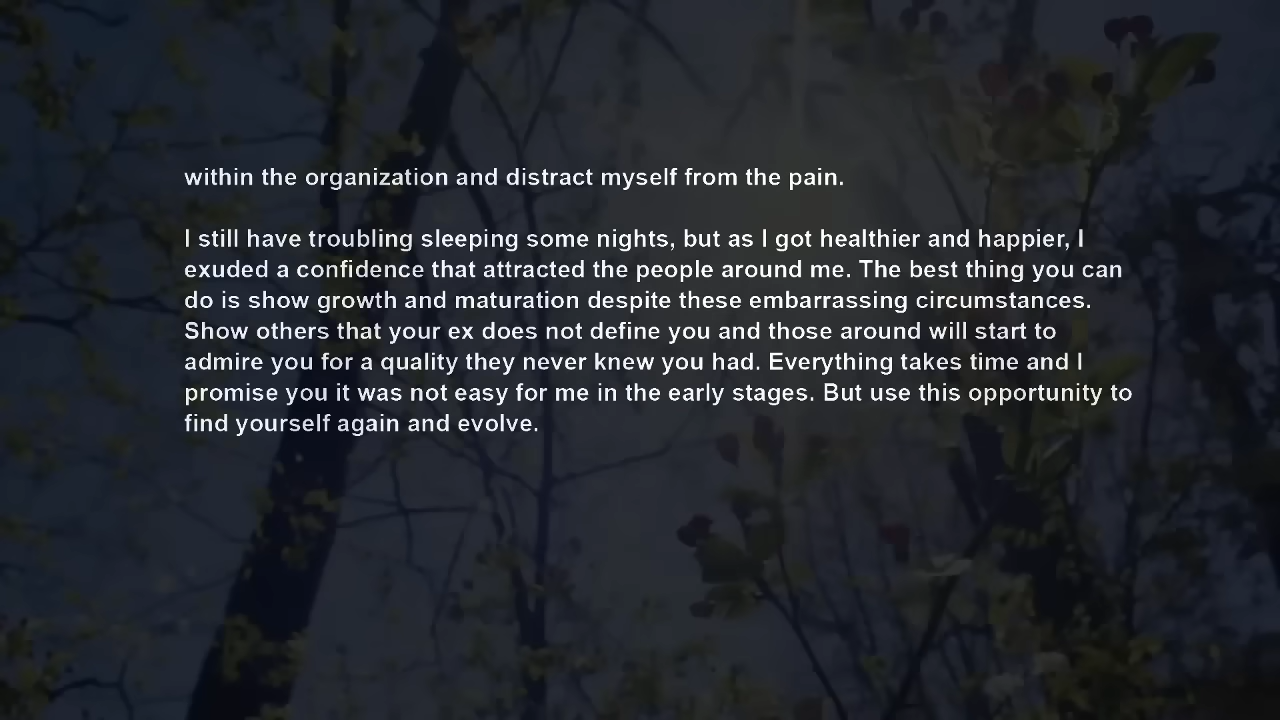 within the organization and distract myself from the pain.
I still have troubling sleeping some nights, but as I got healthier and happier, I
exuded a confidence that attracted the people around me. The best thing you can
do is show growth and maturation despite these embarrassing circumstances.
Show others that your ex does not define you and those around will start to
admire you for a quality they never knew you had. Everything takes time and I
promise you it was not easy for me in the early stages. But use this opportunity to
find yourself again and evolve.